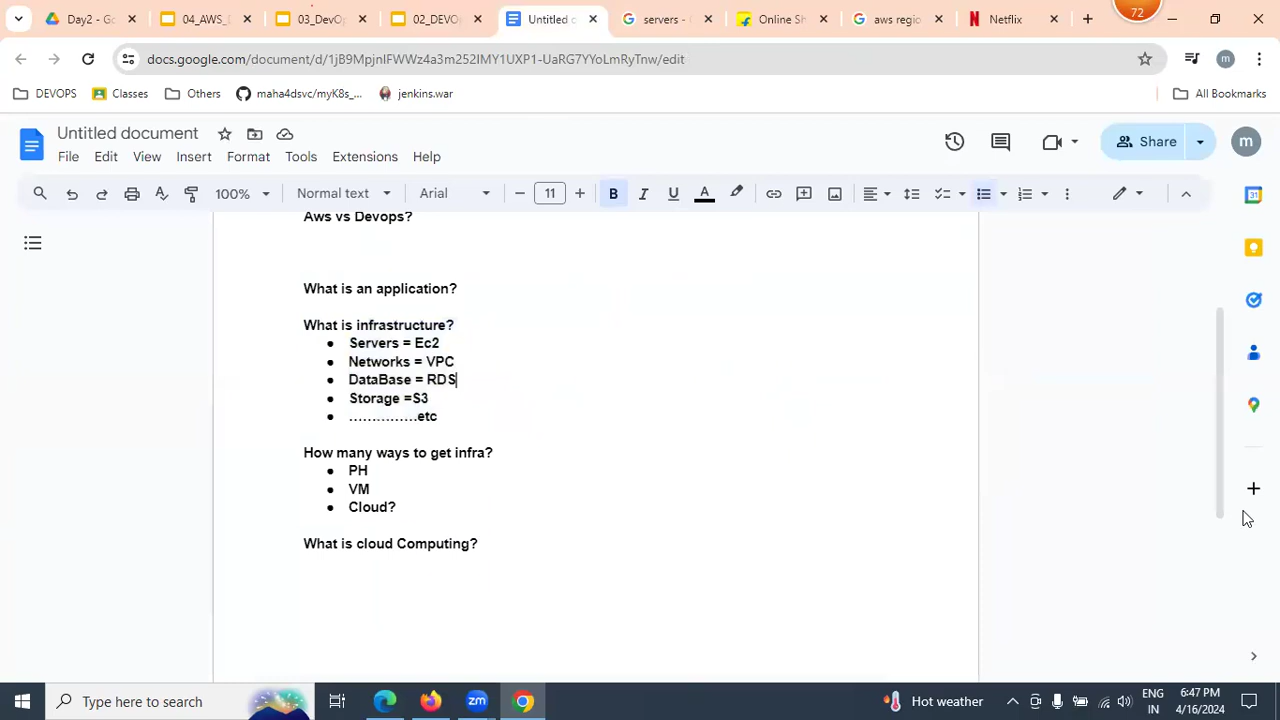 72
Day2 - Go
04_AWS_
03_DevOp
02_DEVO
Untitled
servers - G
Online Sh
aws regio
Netflix
docs.google.com/document/d/1jB9MpjnIFWWz4a3m252IMY1UXP1-UaRG7YYoLmRyTnw/edit
DEVOPS
Classes
Others
maha4dsvc/myK8s_...
jenkins.war
All Bookmarks
Untitled document
Share
m
File Edit View Insert Format Tools Extensions Help
100% Normal text Arial 11 B I U A
Aws vs Devops?
What is an application?
What is infrastructure?
● Servers = Ec2
● Networks = VPC
● DataBase = RDS
● Storage =S3
● ……………etc
How many ways to get infra?
● PH
● VM
● Cloud?
What is cloud Computing?
Type here to search
Hot weather
ENG
IN
6:47 PM
4/16/2024